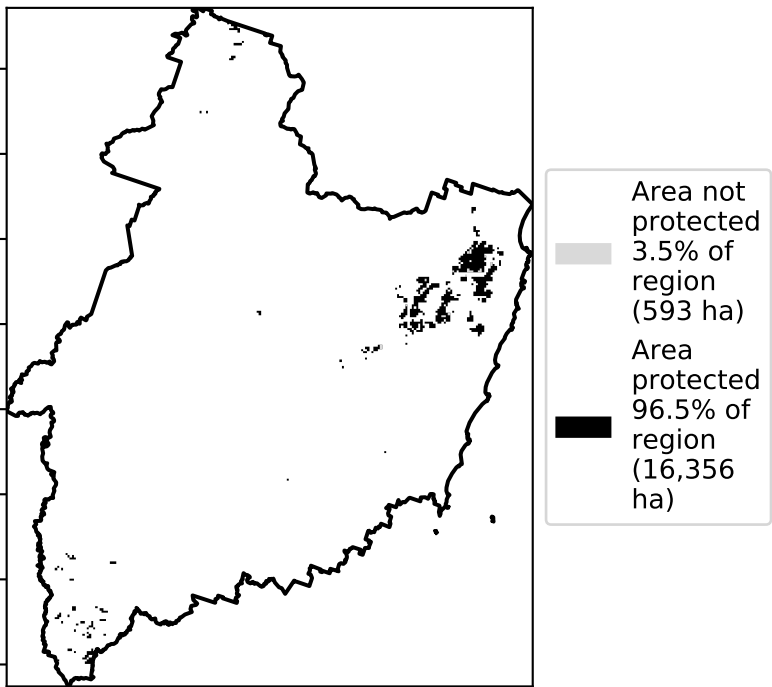 Area not
protected
3.5% of
region
(593 ha)
Area
protected
96.5% of
region
(16,356
ha)